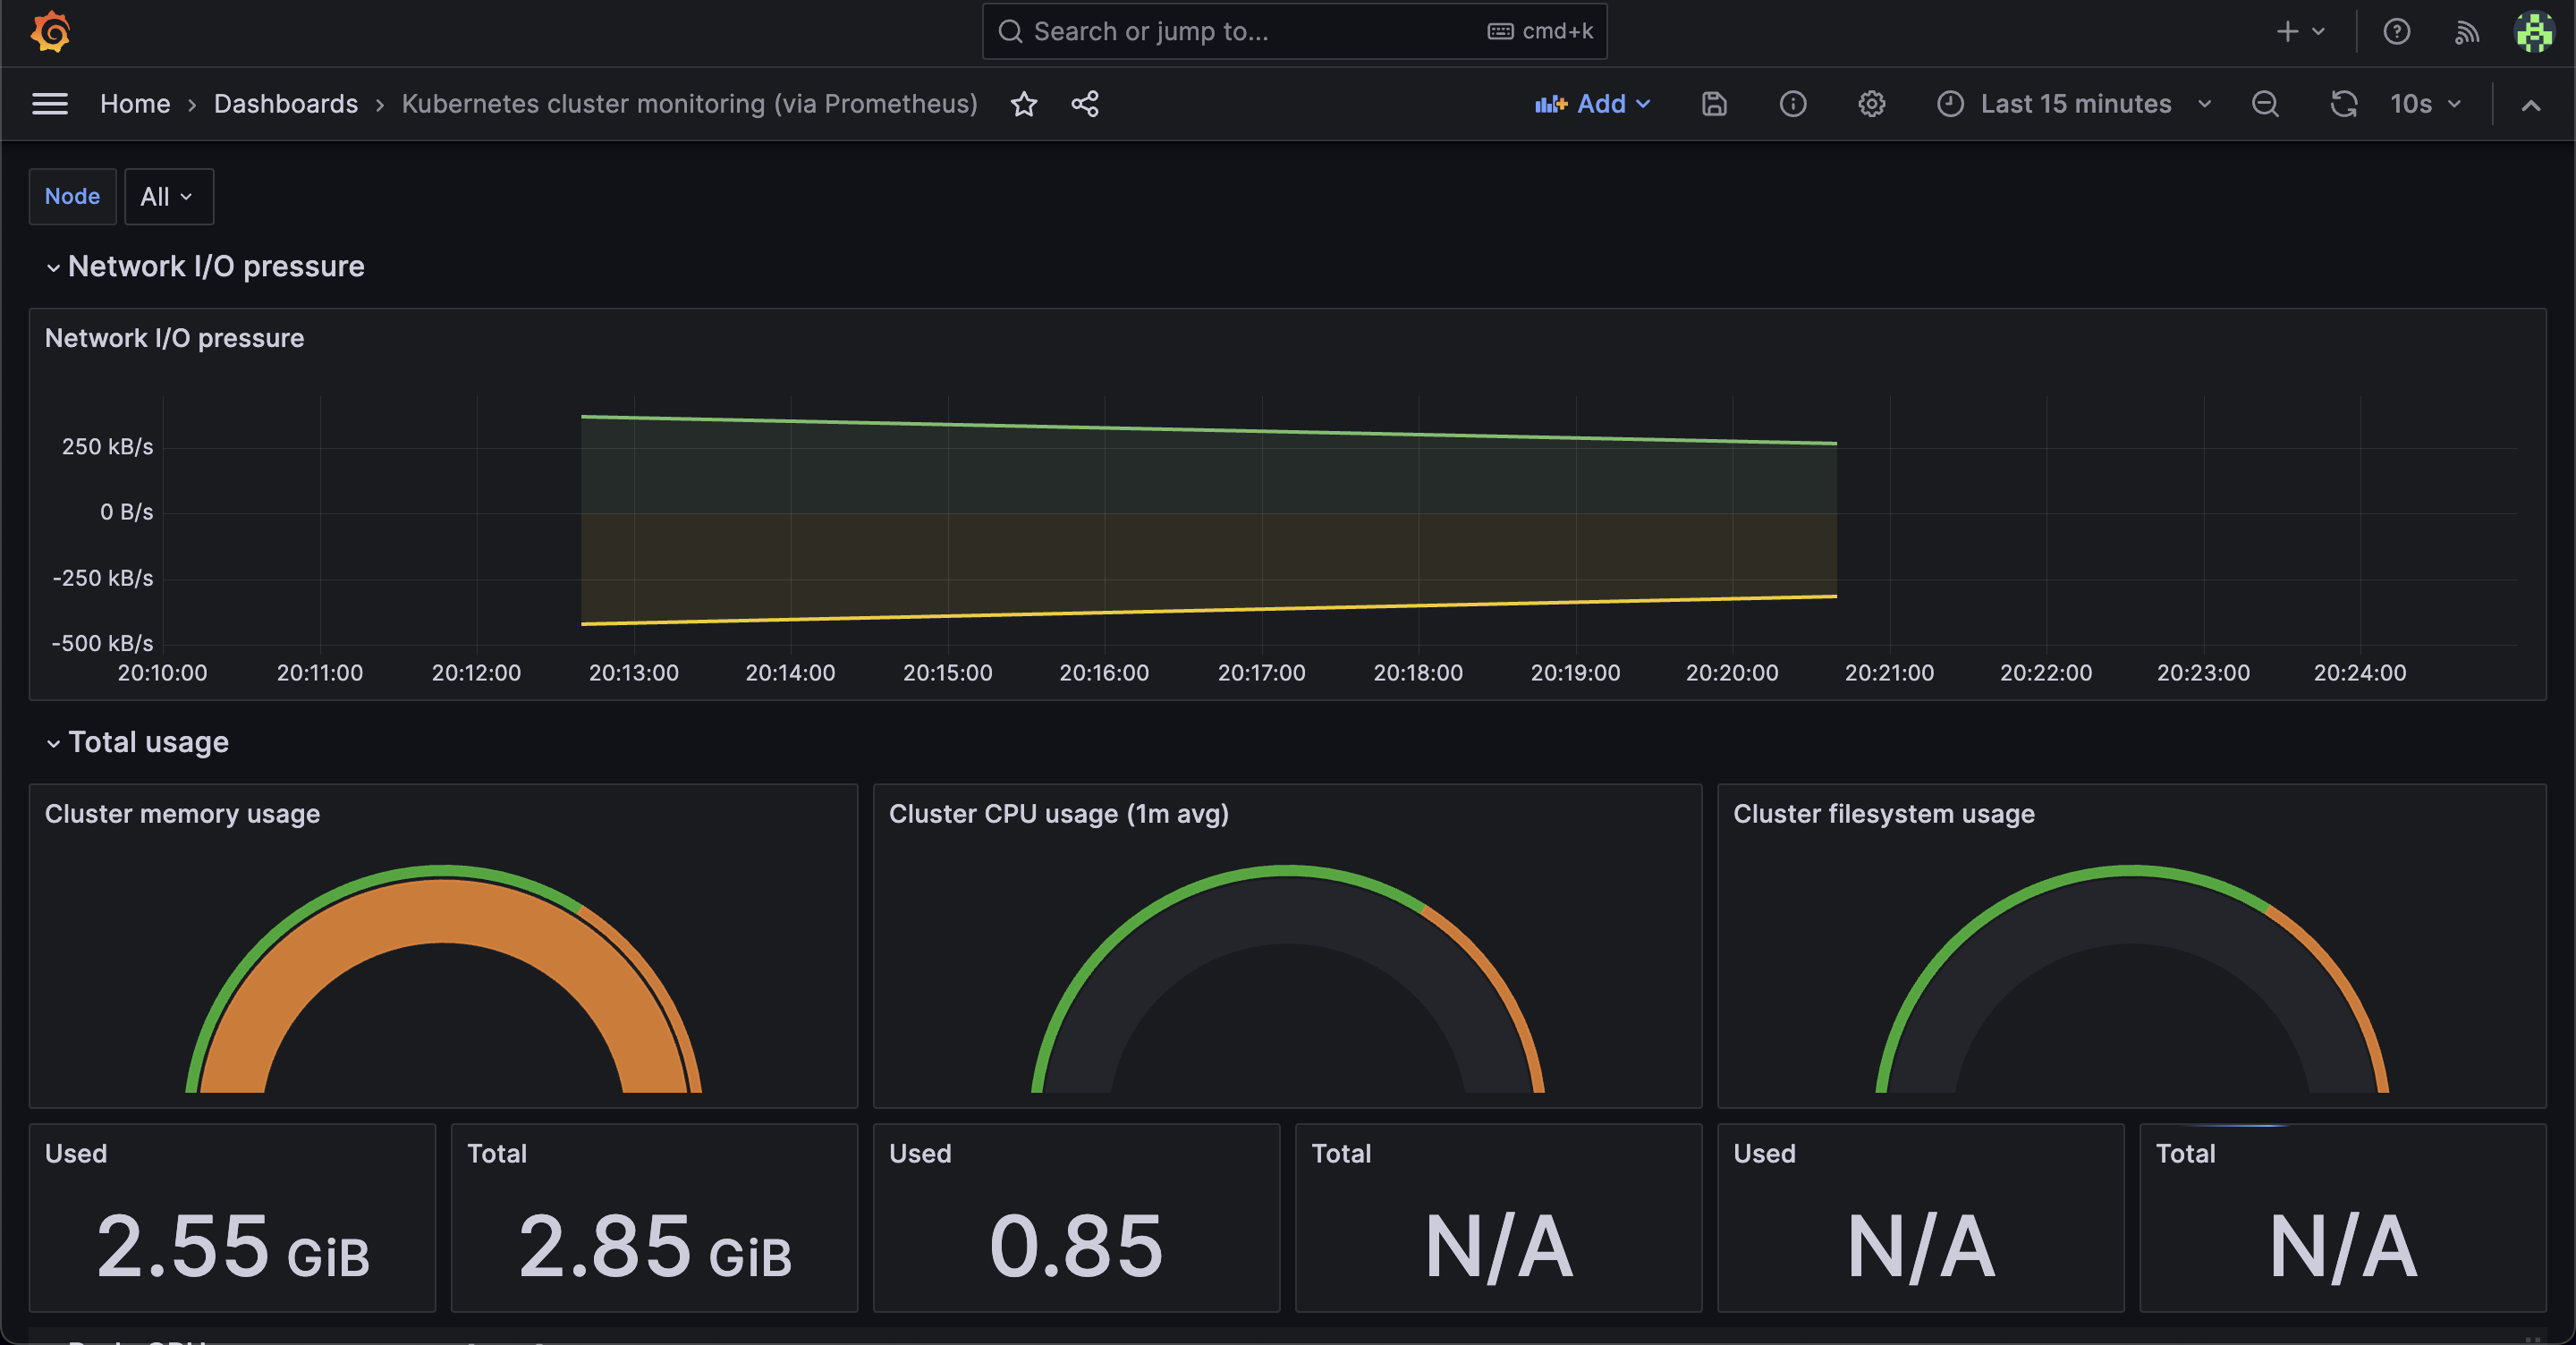 Search or jump to...
cmd+k
Home › Dashboards › Kubernetes cluster monitoring (via Prometheus)
Add
Last 15 minutes
10s
Node
All
Network I/O pressure
Network I/O pressure
250 kB/s
0 B/s
-250 kB/s
-500 kB/s
20:10:00 20:11:00 20:12:00 20:13:00 20:14:00 20:15:00 20:16:00 20:17:00 20:18:00 20:19:00 20:20:00 20:21:00 20:22:00 20:23:00 20:24:00
Total usage
Cluster memory usage
Cluster CPU usage (1m avg)
Cluster filesystem usage
Used
2.55 GiB
Total
2.85 GiB
Used
0.85
Total
N/A
Used
N/A
Total
N/A